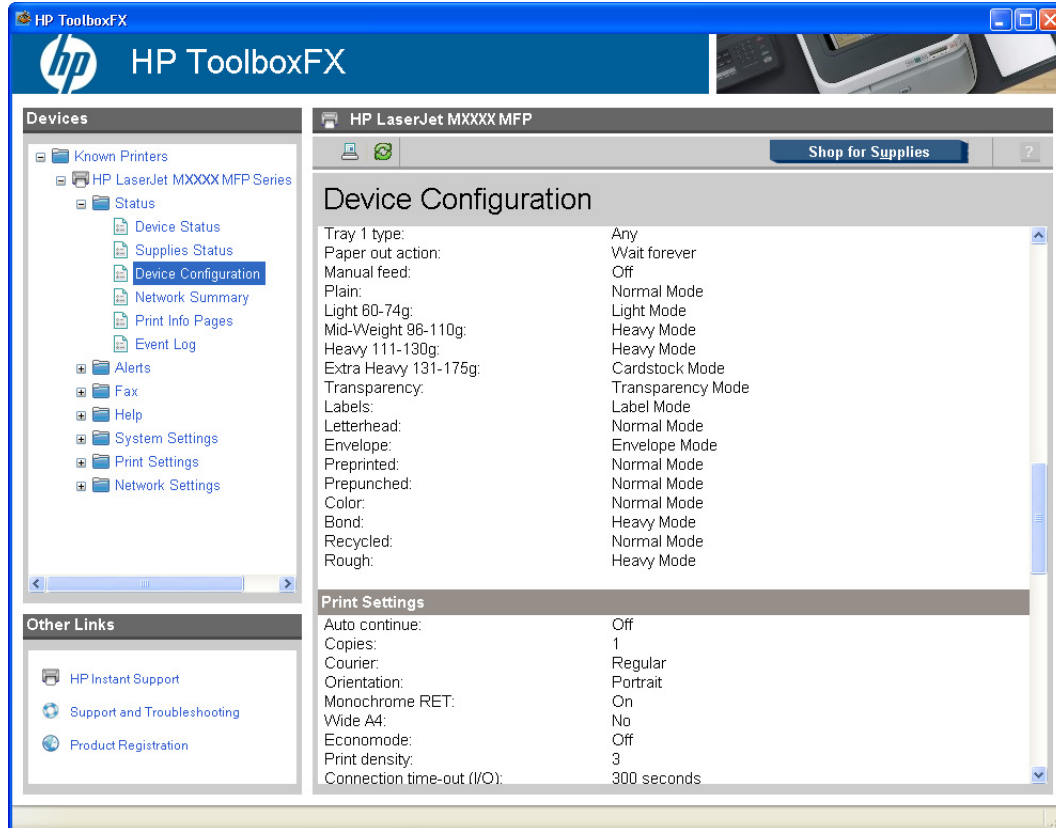 HP ToolboxFX
hp HP ToolboxFX
Devices
Known Printers
HP LaserJet MXXXX MFP Series
Status
Device Status
Supplies Status
Device Configuration
Network Summary
Print Info Pages
Event Log
Alerts
Fax
Help
System Settings
Print Settings
Network Settings
Other Links
HP Instant Support
Support and Troubleshooting
Product Registration
HP LaserJet MXXXX MFP
Shop for Supplies ?
Device Configuration
Tray 1 type: Any
Paper out action: Wait forever
Manual feed: Off
Plain: Normal Mode
Light 60-74g: Light Mode
Mid-Weight 96-110g: Heavy Mode
Heavy 111-130g: Heavy Mode
Extra Heavy 131-175g: Cardstock Mode
Transparency: Transparency Mode
Labels: Label Mode
Letterhead: Normal Mode
Envelope: Envelope Mode
Preprinted: Normal Mode
Prepunched: Normal Mode
Color: Normal Mode
Bond: Heavy Mode
Recycled: Normal Mode
Rough: Heavy Mode
Print Settings
Auto continue: Off
Copies: 1
Courier: Regular
Orientation: Portrait
Monochrome RET: On
Wide A4: No
Economode: Off
Print density: 3
Connection time-out (I/O): 300 seconds